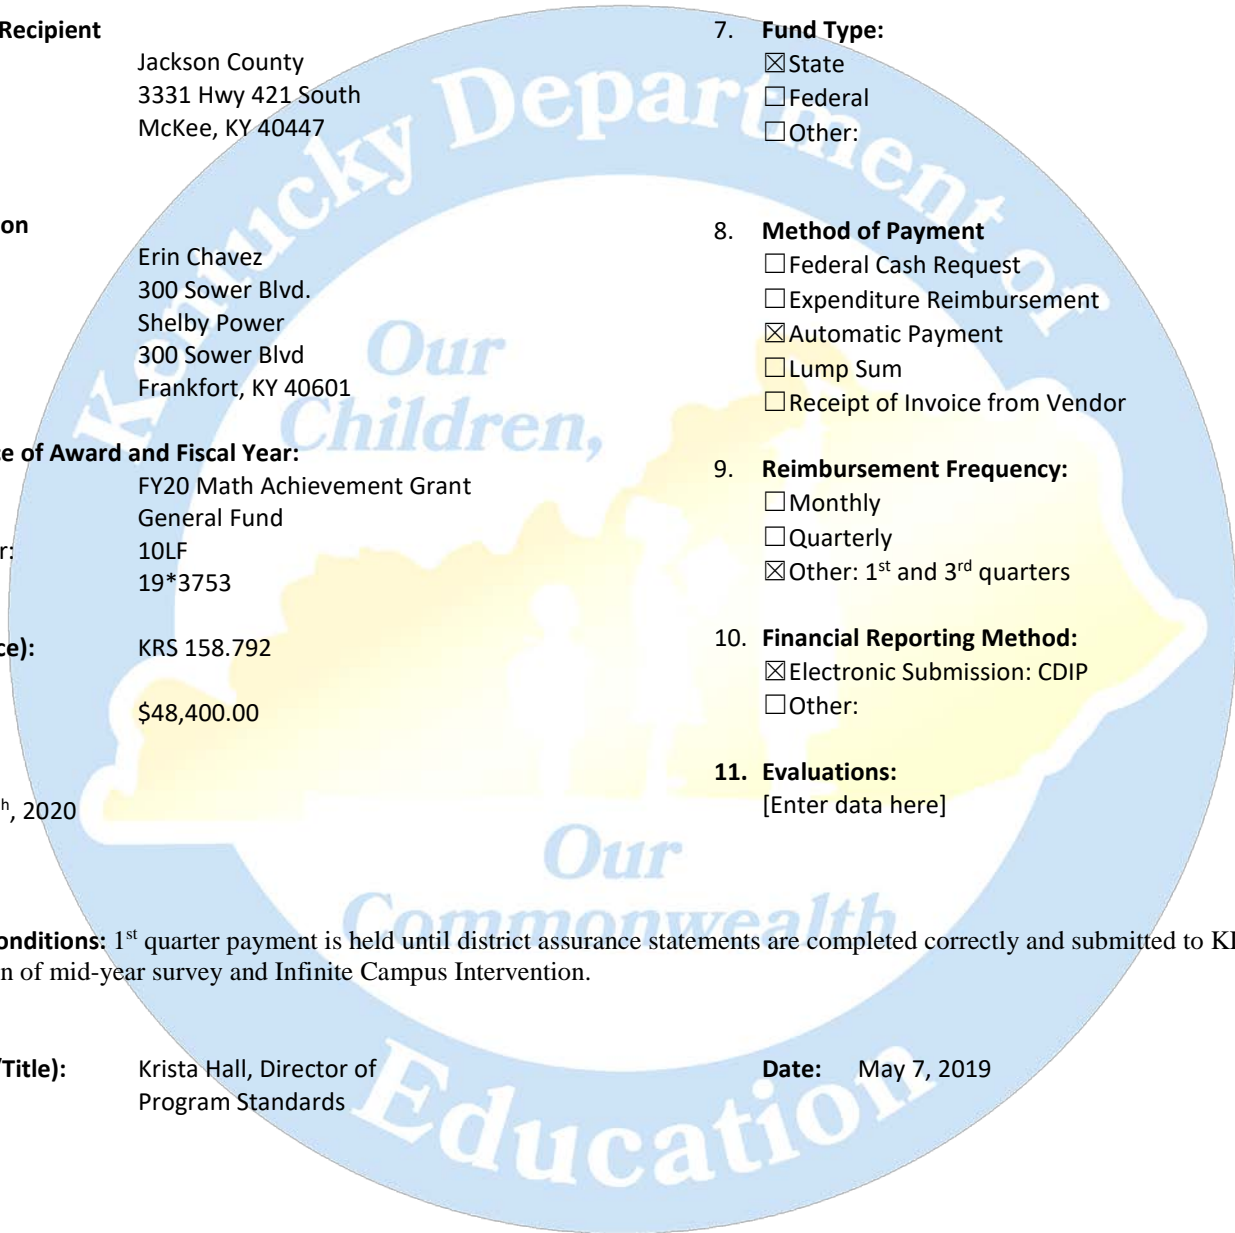 Recipient
Jackson County
3331 Hwy 421 South
McKee, KY 40447
on
Erin Chavez
300 Sower Blvd.
Shelby Power
300 Sower Blvd
Frankfort, KY 40601
e of Award and Fiscal Year:
FY20 Math Achievement Grant
General Fund
r: 10LF
19*3753
ce): KRS 158.792
$48,400.00
h, 2020
7. Fund Type:
☒State
☐Federal
☐Other:
8. Method of Payment
☐Federal Cash Request
☐Expenditure Reimbursement
☒Automatic Payment
☐Lump Sum
☐Receipt of Invoice from Vendor
9. Reimbursement Frequency:
☐Monthly
☐Quarterly
☒Other: 1st and 3rd quarters
10. Financial Reporting Method:
☒Electronic Submission: CDIP
☐Other:
11. Evaluations:
[Enter data here]
onditions: 1st quarter payment is held until district assurance statements are completed correctly and submitted to K
n of mid-year survey and Infinite Campus Intervention.
/Title): Krista Hall, Director of
Program Standards
Date: May 7, 2019
Kentucky Department of
Education
Our
Children,
Our
Commonwealth